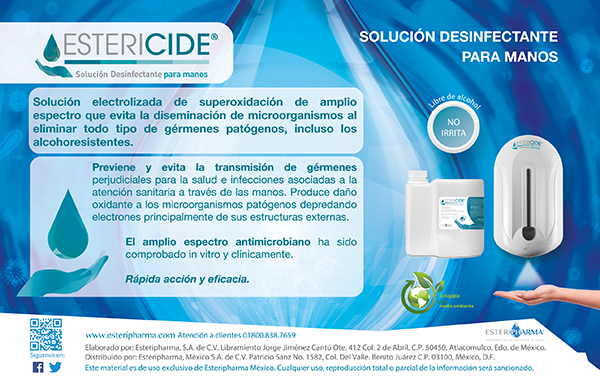 ESTERICIDE®
Solución Desinfectante para manos
SOLUCIÓN DESINFECTANTE
PARA MANOS
Solución electrolizada de superoxidación de amplio
espectro que evita la diseminación de microorganismos al
eliminar todo tipo de gérmenes patógenos, incluso los
alcoholresistentes.
Previene y evita la transmisión de gérmenes
perjudiciales para la salud e infecciones asociadas a la
atención sanitaria a través de las manos. Produce daño
oxidante a los microorganismos patógenos depredando
electrones principalmente de sus estructuras externas.
El amplio espectro antimicrobiano ha sido
comprobado in vitro y clínicamente.
Rápida acción y eficacia.
Libre de alcohol
NO
IRRITA
ESTERICIDE
ESTERICIDE
Amigable
medio ambiente
Síguenos en:
www.esteripharma.com Atención a clientes 01800.838.7659
ESTERIPHARMA
Elaborado por: Esteripharma, S.A. de C.V. Libramiento Jorge Jiménez Cantú Ote. 412 Col. 2 de Abril, C.P. 50450, Atlacomulco, Edo. de México.
Distribuido por: Esteripharma, México S.A. de C.V. Patricio Sanz No. 1582, Col. Del Valle. Benito Juárez C.P. 03100, México, D.F.
Este material es de uso exclusivo de Esteripharma México. Cualquier uso, reproducción total o parcial de la información será sancionado.